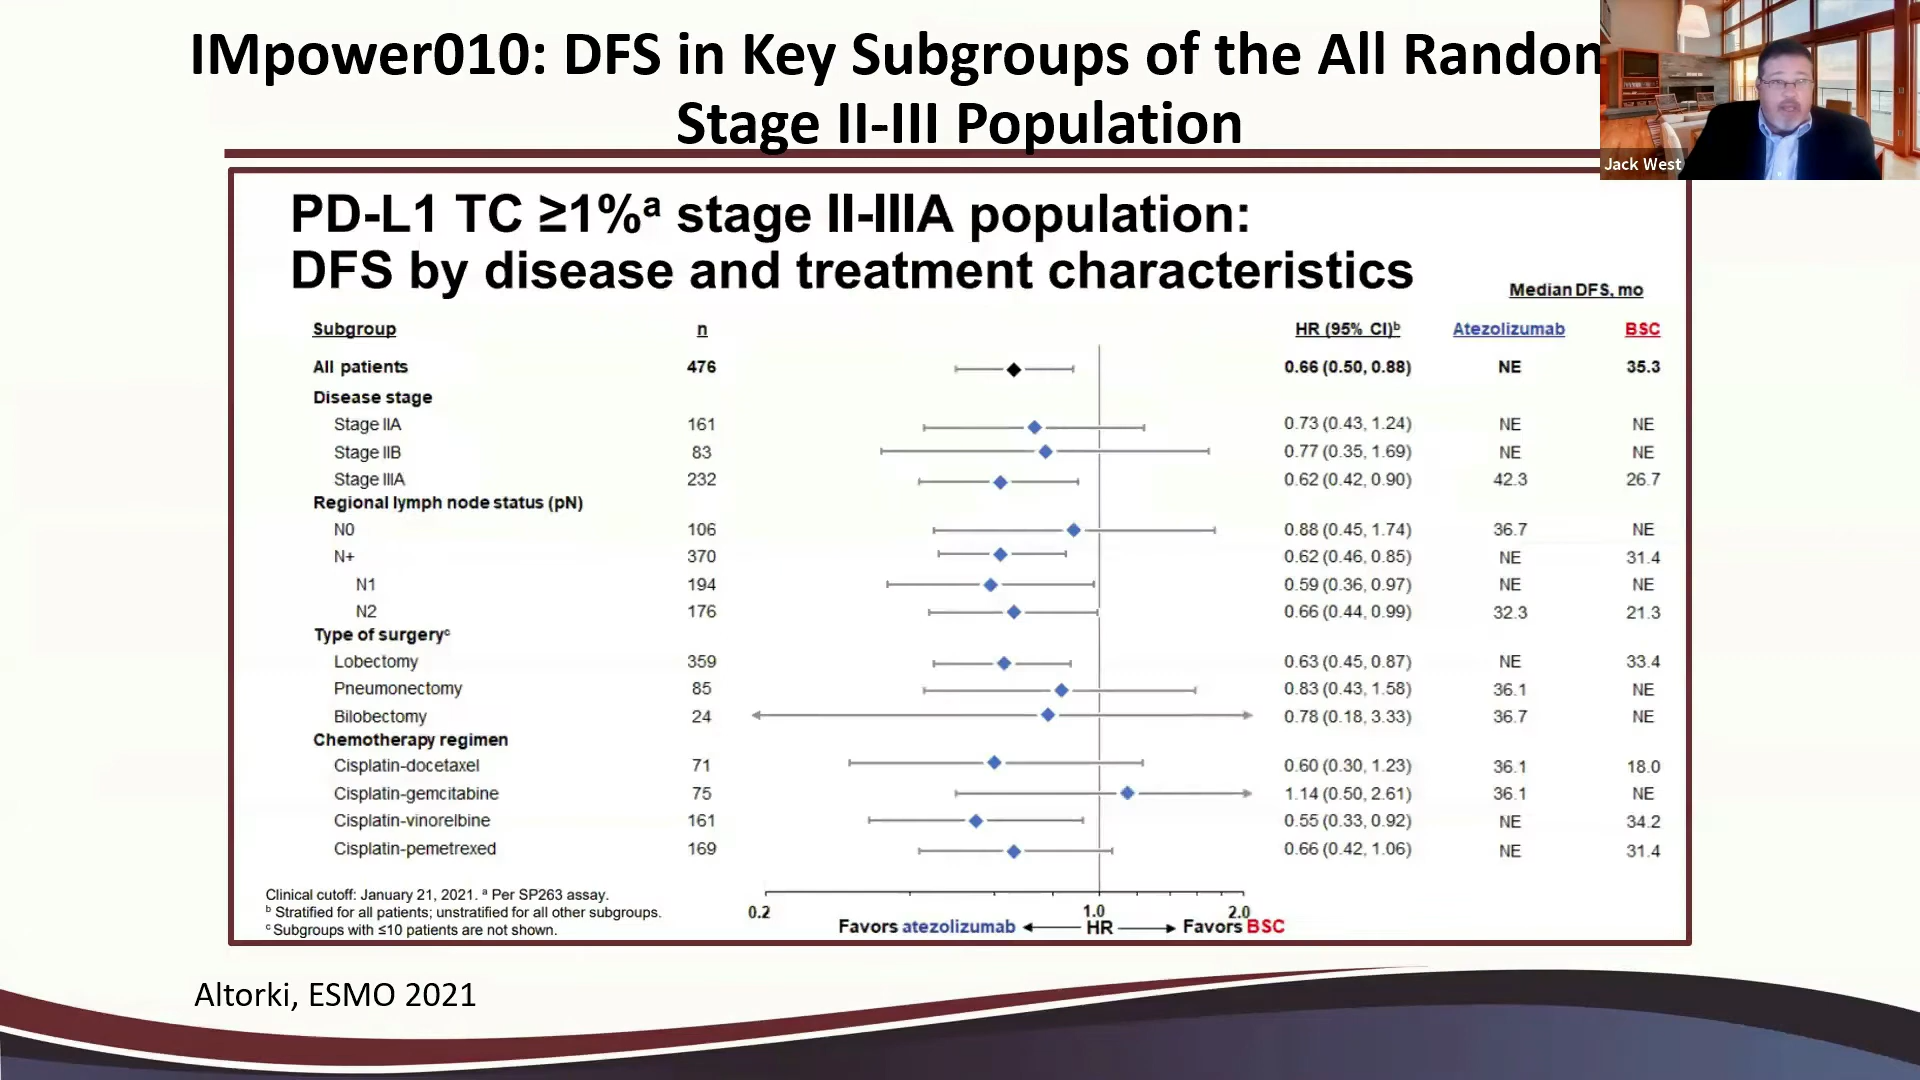 IMpower010: DFS in Key Subgroups of the All Random
Stage II-III Population
Jack West
PD-L1 TC ≥1%ᵃ stage II-IIIA population:
DFS by disease and treatment characteristics
Median DFS, mo
Subgroup n HR (95% CI)ᵇ Atezolizumab BSC
All patients 476 0.66 (0.50, 0.88) NE 35.3
Disease stage
Stage IIA 161 0.73 (0.43, 1.24) NE NE
Stage IIB 83 0.77 (0.35, 1.69) NE NE
Stage IIIA 232 0.62 (0.42, 0.90) 42.3 26.7
Regional lymph node status (pN)
N0 106 0.88 (0.45, 1.74) 36.7 NE
N+ 370 0.62 (0.46, 0.85) NE 31.4
N1 194 0.59 (0.36, 0.97) NE NE
N2 176 0.66 (0.44, 0.99) 32.3 21.3
Type of surgeryᶜ
Lobectomy 359 0.63 (0.45, 0.87) NE 33.4
Pneumonectomy 85 0.83 (0.43, 1.58) 36.1 NE
Bilobectomy 24 0.78 (0.18, 3.33) 36.7 NE
Chemotherapy regimen
Cisplatin-docetaxel 71 0.60 (0.30, 1.23) 36.1 18.0
Cisplatin-gemcitabine 75 1.14 (0.50, 2.61) 36.1 NE
Cisplatin-vinorelbine 161 0.55 (0.33, 0.92) NE 34.2
Cisplatin-pemetrexed 169 0.66 (0.42, 1.06) NE 31.4
0.2 1.0 2.0
Favors atezolizumab HR Favors BSC
Clinical cutoff: January 21, 2021. ᵃ Per SP263 assay.
ᵇ Stratified for all patients; unstratified for all other subgroups.
ᶜ Subgroups with ≤10 patients are not shown.
Altorki, ESMO 2021